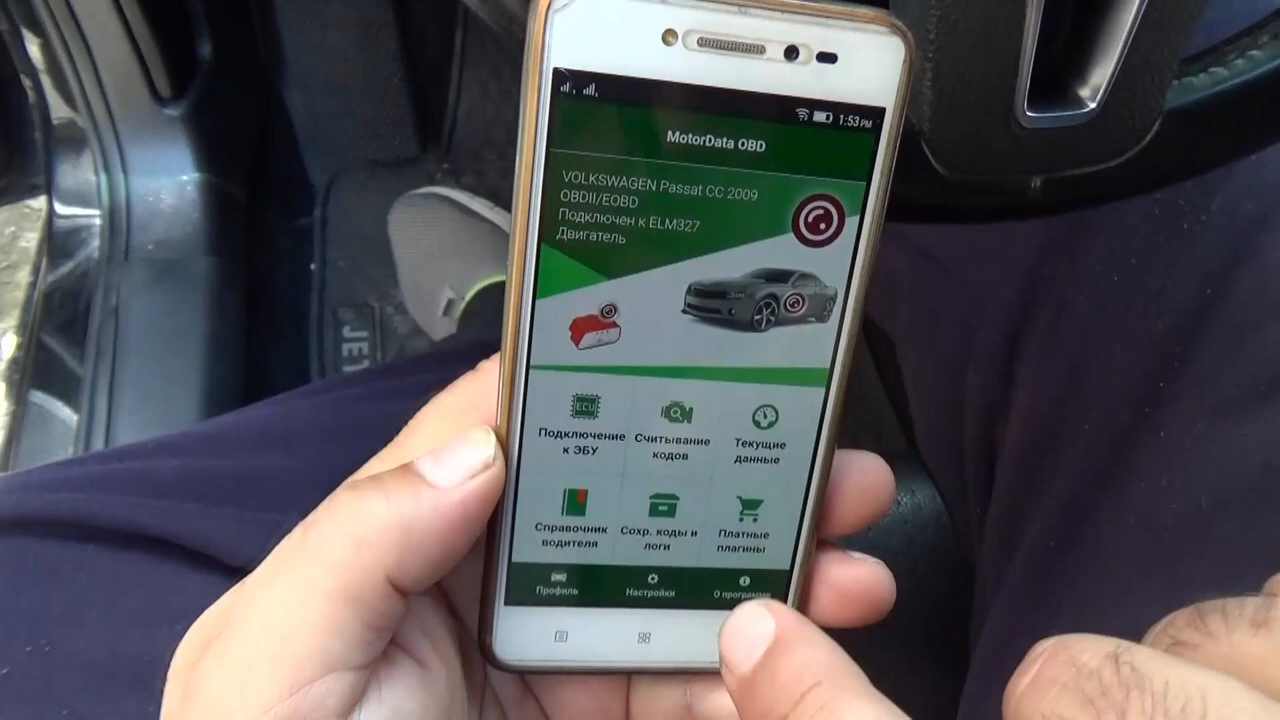 1:53 PM
MotorData OBD
VOLKSWAGEN Passat CC 2009
OBDII/EOBD
Подключен к ELM327
Двигатель
ECU
Подключение
к ЭБУ
Считывание
кодов
Текущие
данные
Справочник
водителя
Сохр. коды и
логи
Платные
плагины
Профиль
Настройки
О программе